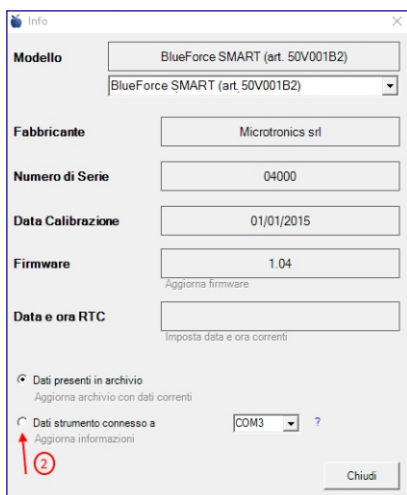 Info
Modello
BlueForce SMART (art. 50V001B2)
BlueForce SMART (art. 50V001B2)
Fabbricante
Microtronics srl
Numero di Serie
04000
Data Calibrazione
01/01/2015
Firmware
1.04
Aggiorna firmware
Data e ora RTC
Imposta data e ora correnti
Dati presenti in archivio
Aggiorna archivio con dati correnti
Dati strumento connesso a COM3 ?
Aggiorna informazioni
2
Chiudi